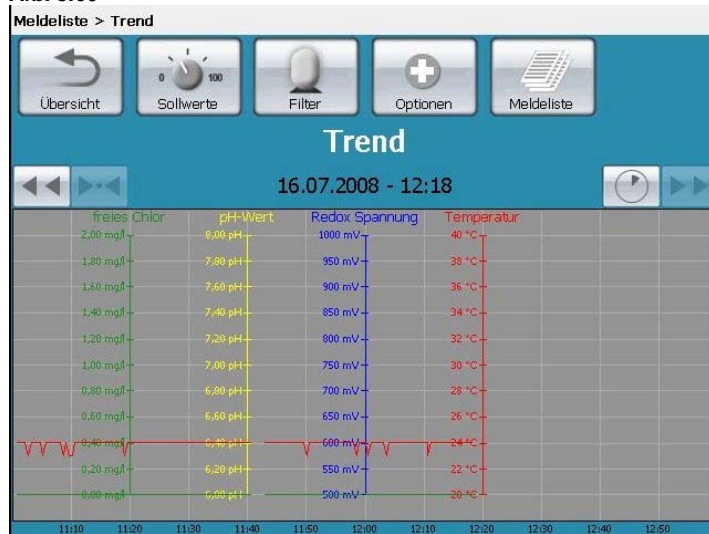 Meldeliste > Trend
Übersicht
Sollwerte
0 100
Filter
Optionen
Meldeliste
Trend
16.07.2008 - 12:18
freies Chlor pH-Wert Redox Spannung Temperatur
2,00 mg/l 8,00 pH 1000 mV 40 °C
1,80 mg/l 7,80 pH 950 mV 38 °C
1,60 mg/l 7,60 pH 900 mV 36 °C
1,40 mg/l 7,40 pH 850 mV 34 °C
1,20 mg/l 7,20 pH 800 mV 32 °C
1,00 mg/l 7,00 pH 750 mV 30 °C
0,80 mg/l 6,80 pH 700 mV 28 °C
0,60 mg/l 6,60 pH 650 mV 26 °C
0,40 mg/l 6,40 pH 600 mV 24 °C
0,20 mg/l 6,20 pH 550 mV 22 °C
0,00 mg/l 6,00 pH 500 mV 20 °C
11:10 11:20 11:30 11:40 11:50 12:00 12:10 12:20 12:30 12:40 12:50